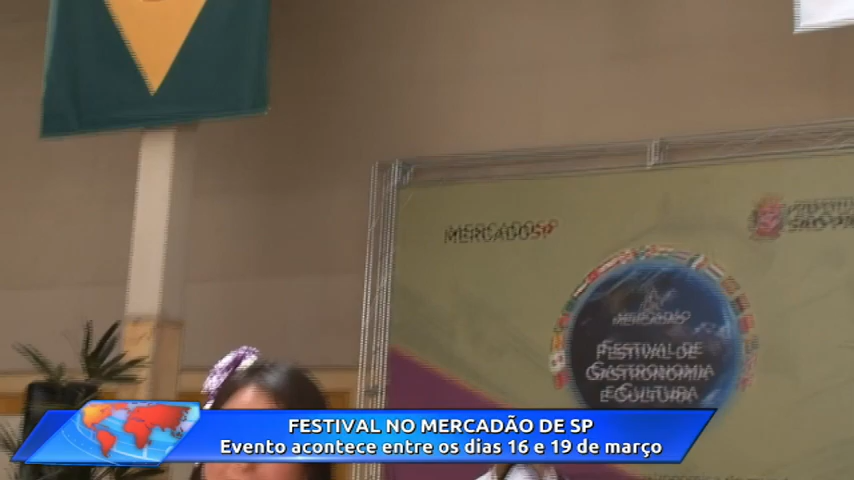 MERCADOSP
MERCADÃO
FESTIVAL DE
GASTRONOMIA
E CULTURA
FESTIVAL NO MERCADÃO DE SP
Evento acontece entre os dias 16 e 19 de março